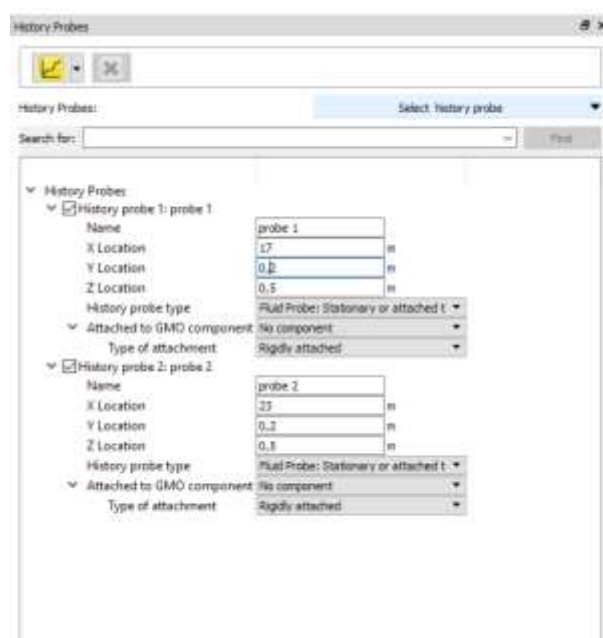 History Probes
History Probes:
Select history probe
Search for:
Find
History Probes
History probe 1: probe 1
Name probe 1
X Location 17 m
Y Location 0.2 m
Z Location 0.5 m
History probe type Fluid Probe: Stationary or attached t
Attached to GMO component No component
Type of attachment Rigidly attached
History probe 2: probe 2
Name probe 2
X Location 23 m
Y Location 0.2 m
Z Location m
History probe type Fluid Probe: Stationary or attached t
Attached to GMO component No component
Type of attachment Rigidly attached